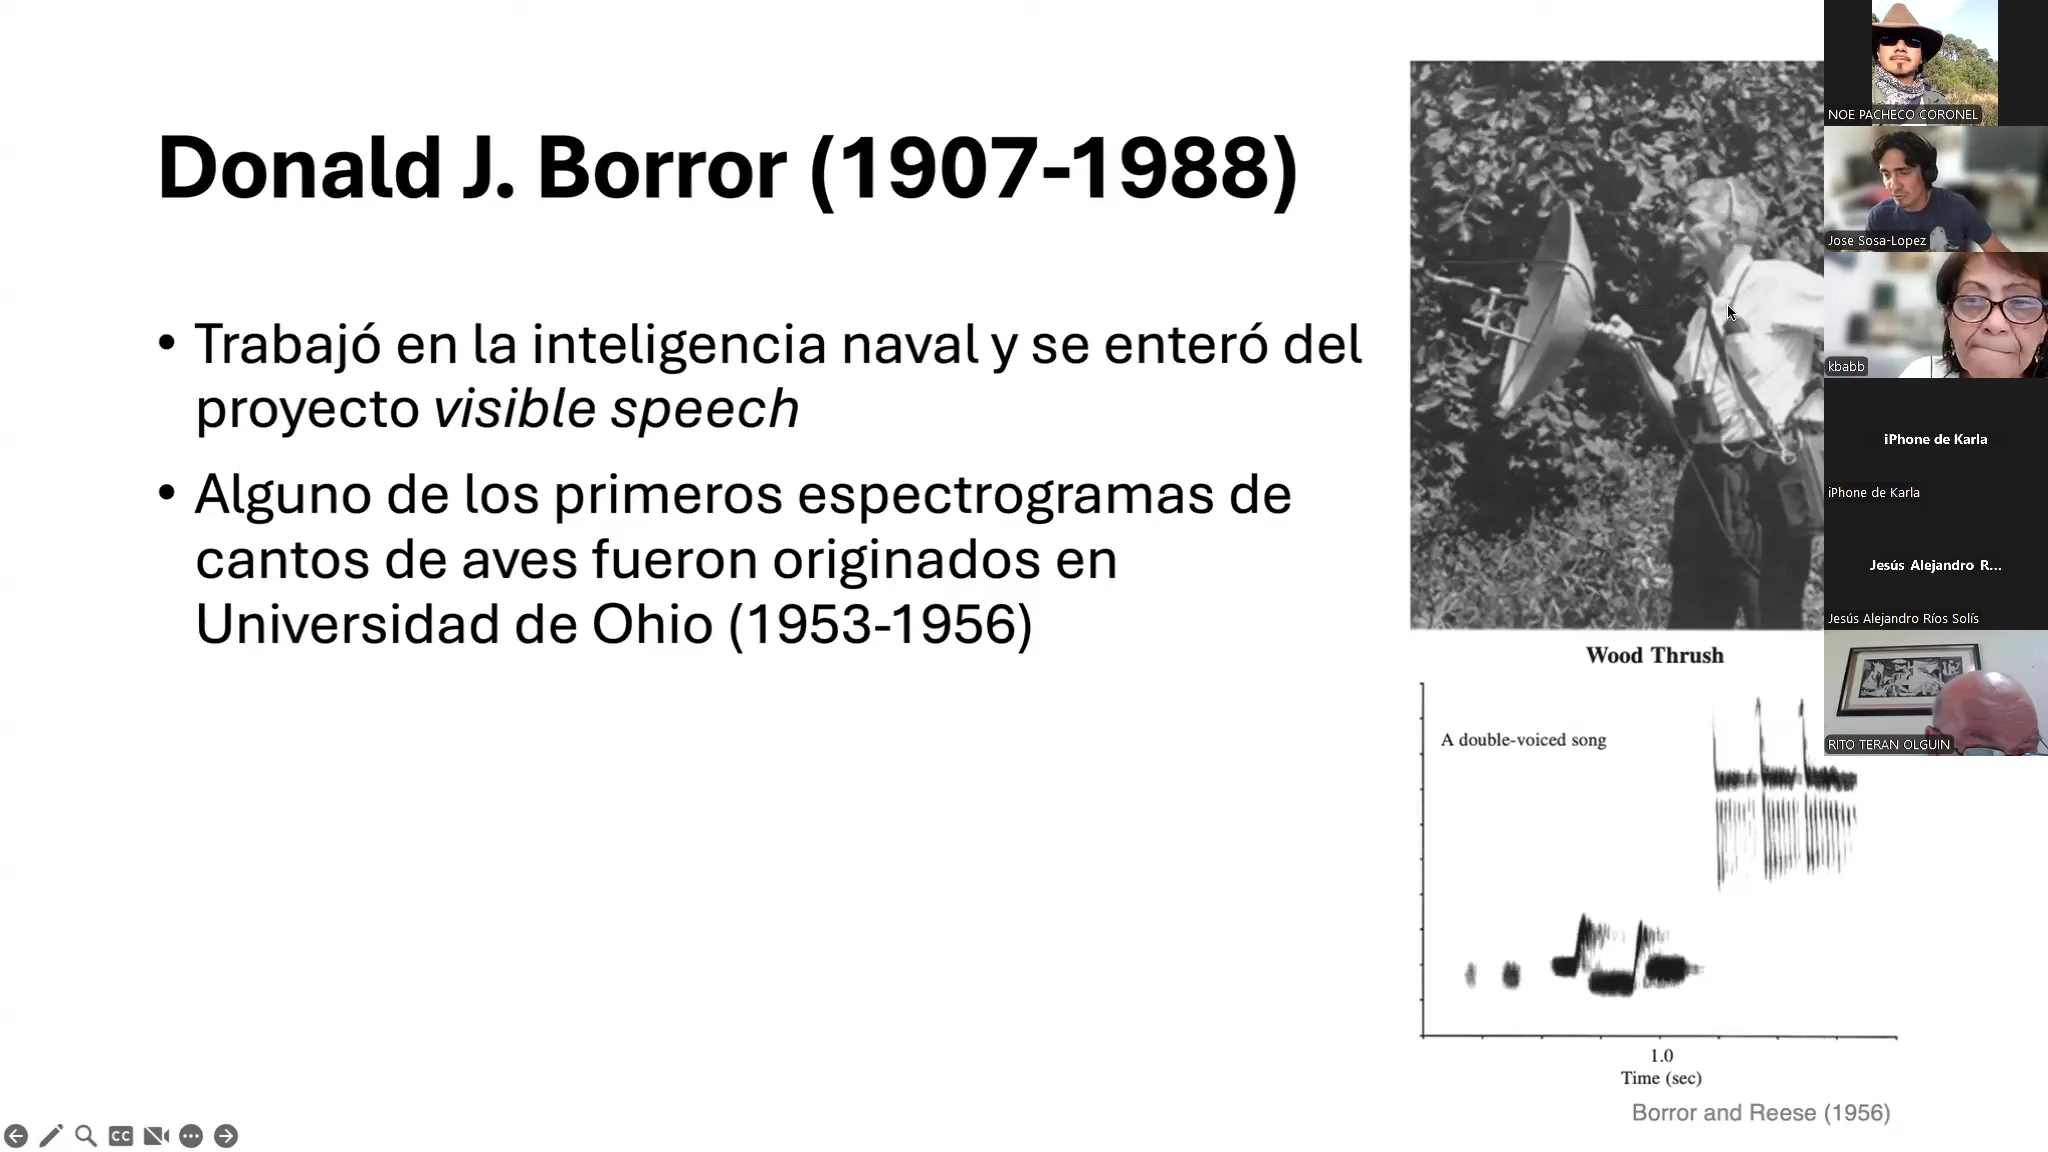 Donald J. Borror (1907-1988)
• Trabajó en la inteligencia naval y se enteró del
proyecto visible speech
• Alguno de los primeros espectrogramas de
cantos de aves fueron originados en
Universidad de Ohio (1953-1956)
Wood Thrush
A double-voiced song
1.0
Time (sec)
Borror and Reese (1956)
NOE PACHECO CORONEL
Jose Sosa-Lopez
kbabb
iPhone de Karla
iPhone de Karla
Jesús Alejandro R...
Jesús Alejandro Ríos Solís
RITO TERAN OLGUIN
CC